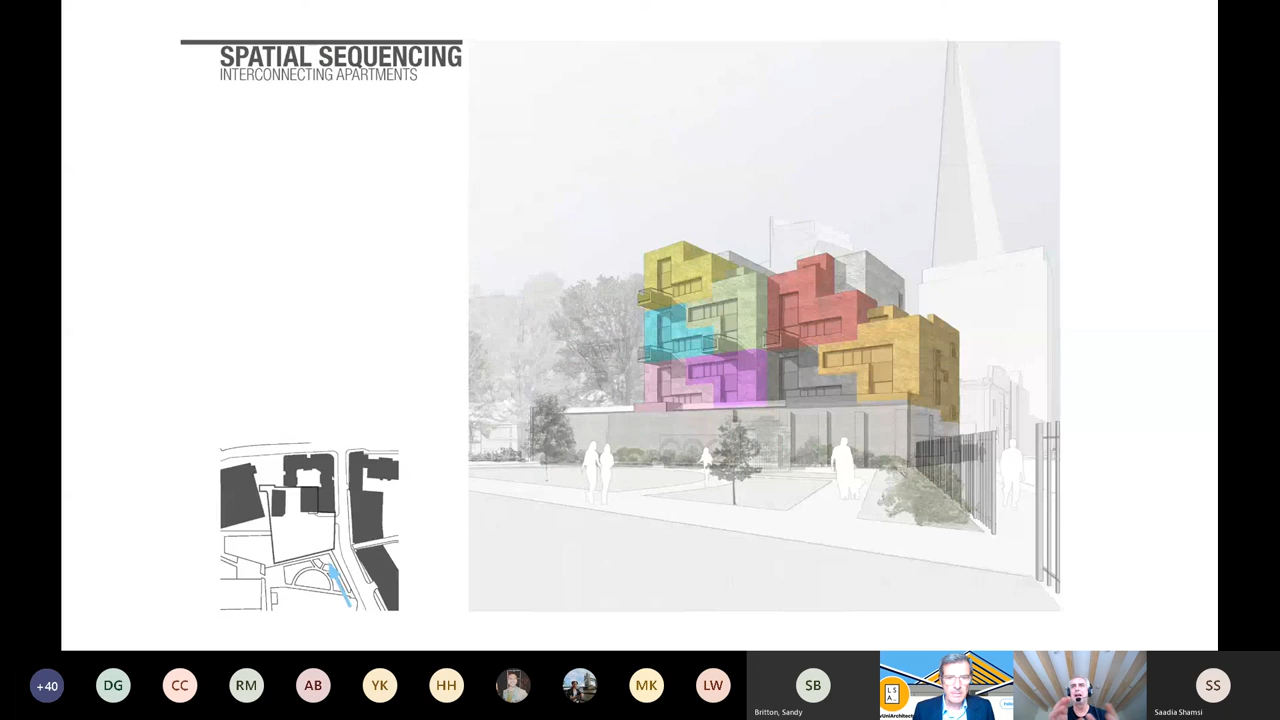 SPATIAL SEQUENCING
INTERCONNECTING APARTMENTS
+40
DG
CC
RM
AB
YK
HH
MK
LW
SB
Britton, Sandy
LS
A
SS
Saadia Shamsi